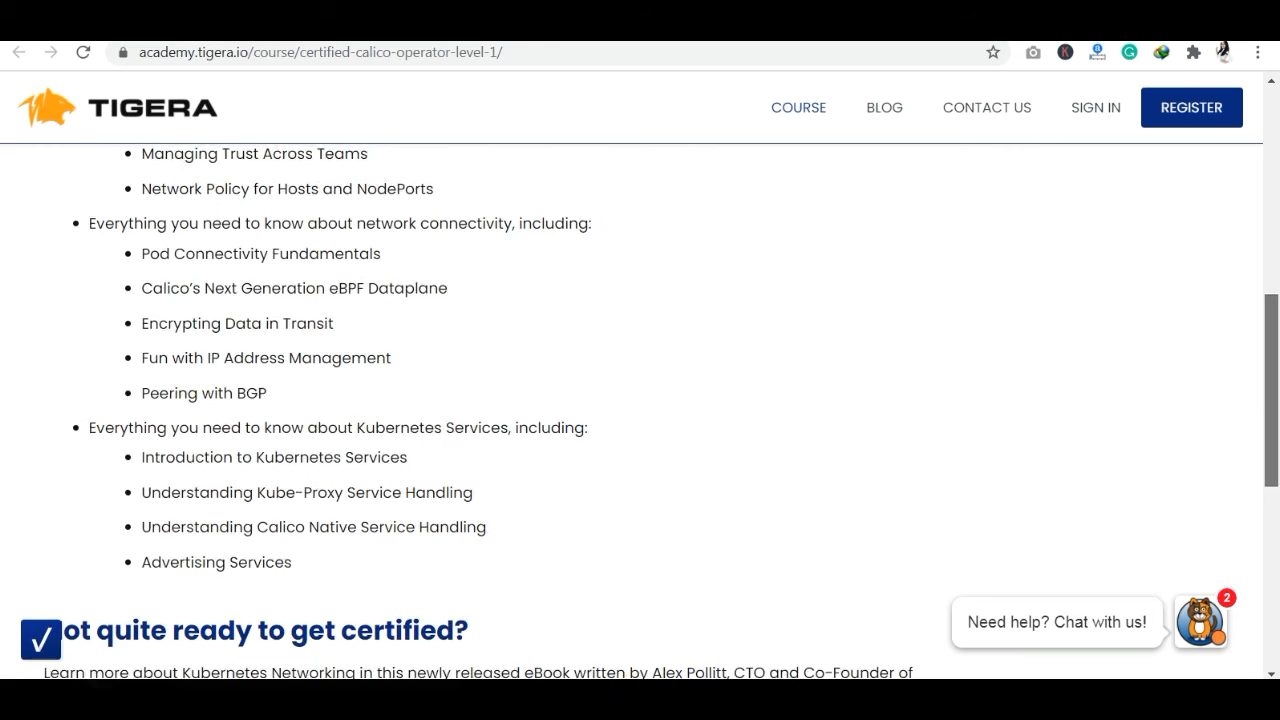 academy.tigera.io/course/certified-calico-operator-level-1/
TIGERA
COURSE
BLOG
CONTACT US
SIGN IN
REGISTER
Managing Trust Across Teams
Network Policy for Hosts and NodePorts
Everything you need to know about network connectivity, including:
Pod Connectivity Fundamentals
Calico’s Next Generation eBPF Dataplane
Encrypting Data in Transit
Fun with IP Address Management
Peering with BGP
Everything you need to know about Kubernetes Services, including:
Introduction to Kubernetes Services
Understanding Kube-Proxy Service Handling
Understanding Calico Native Service Handling
Advertising Services
2
Need help? Chat with us!
ot quite ready to get certified?
Learn more about Kubernetes Networking in this newly released eBook written by Alex Pollitt, CTO and Co-Founder of